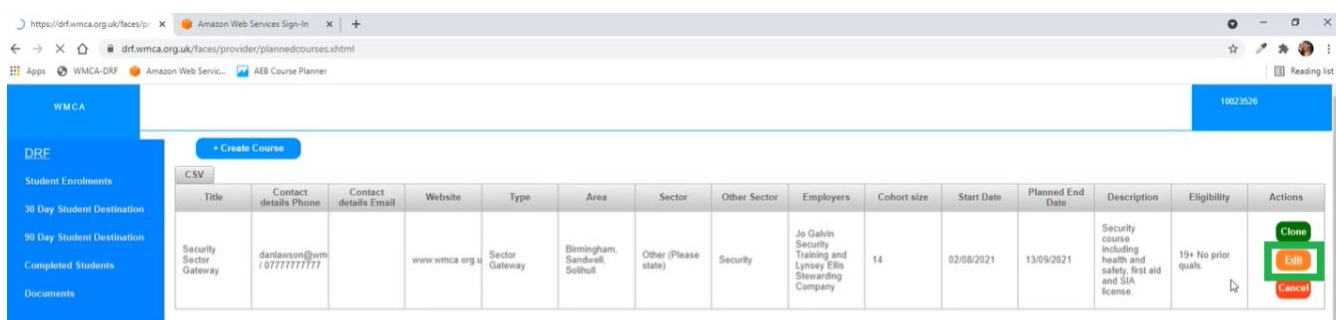 https://drf.wmca.org.uk/faces/pr
Amazon Web Services Sign-In
drf.wmca.org.uk/faces/provider/plannedcourses.xhtml
Apps WMCA-DRF Amazon Web Servic... AEB Course Planner Reading list
WMCA
10023526
DRF
+ Create Course
Student Enrolments
CSV
30 Day Student Destination
90 Day Student Destination
Completed Students
Documents
Title
Contact
details Phone
Contact
details Email
Website
Type
Area
Sector
Other Sector
Employers
Cohort size
Start Date
Planned End
Date
Description
Eligibility
Actions
Security
Sector
Gateway
danlawson@wm
/ 07777777777
www.wmca.org.u
Sector
Gateway
Birmingham,
Sandwell,
Solihull
Other (Please
state)
Security
Jo Galvin
Security
Training and
Lynsey Ellis
Stewarding
Company
14
02/08/2021
13/09/2021
Security
course
including
health and
safety, first aid
and SIA
license.
19+ No prior
quals.
Clone
Edit
Cancel